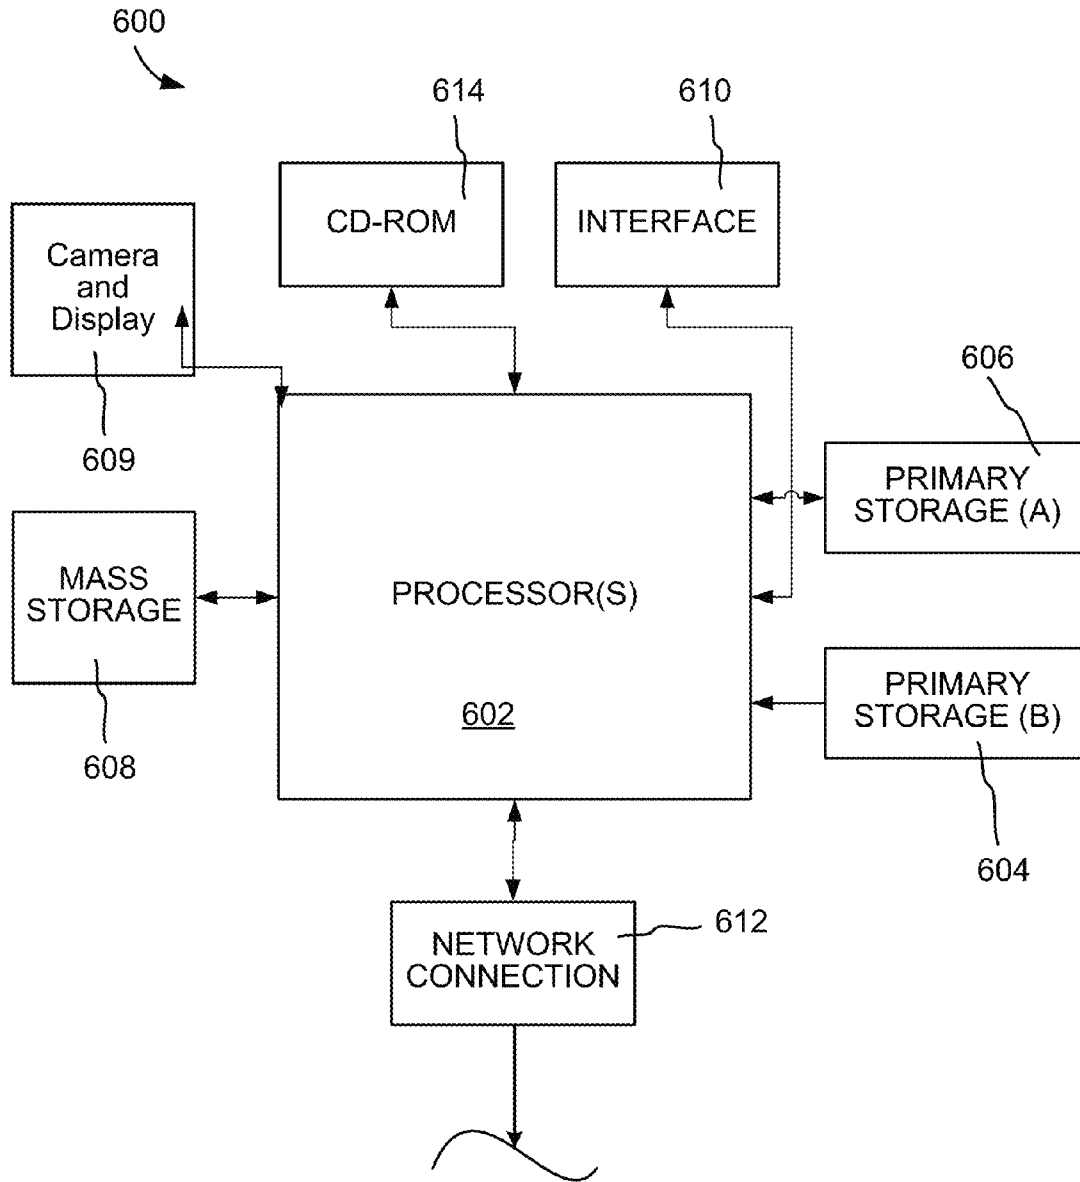 600
614
610
CD-ROM
INTERFACE
Camera
and
Display
606
609
PRIMARY
STORAGE (A)
MASS
STORAGE
PROCESSOR(S)
PRIMARY
STORAGE (B)
602
608
604
612
NETWORK
CONNECTION